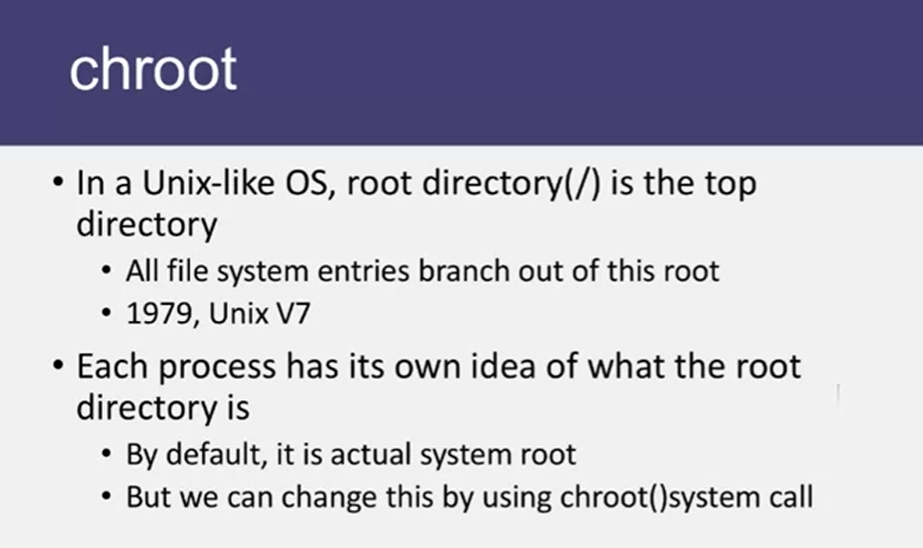 chroot
• In a Unix-like OS, root directory(/) is the top
directory
• All file system entries branch out of this root
• 1979, Unix V7
• Each process has its own idea of what the root
directory is
• By default, it is actual system root
• But we can change this by using chroot()system call